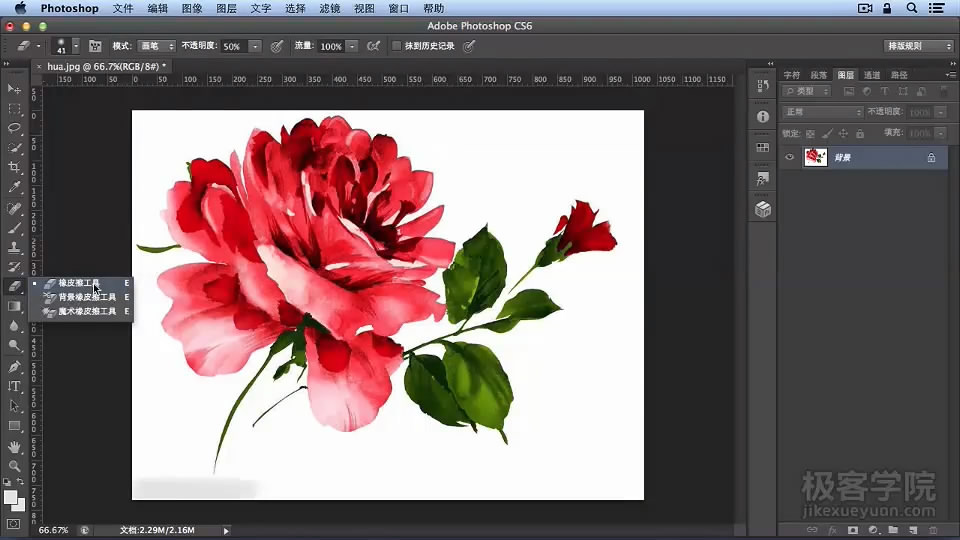 Photoshop 文件 编辑 图像 图层 文字 选择 滤镜 视图 窗口 帮助
Adobe Photoshop CS6
41 模式: 画笔 不透明度: 50% 流量: 100% 抹到历史记录 排版规则
× hua.jpg @ 66.7%(RGB/8#) *
150 100 50 0 50 100 150 200 250 300 350 400 450 500 550 600 650 700 750 800 850 900 950 1000 1050 1100 1150
字符 段落 图层 通道 路径
类型
正常 不透明度: 100%
锁定: 填充: 100%
背景
橡皮擦工具 E
背景橡皮擦工具 E
魔术橡皮擦工具 E
极客学院
jikexueyuan.com
66.67% 文档:2.29M/2.16M